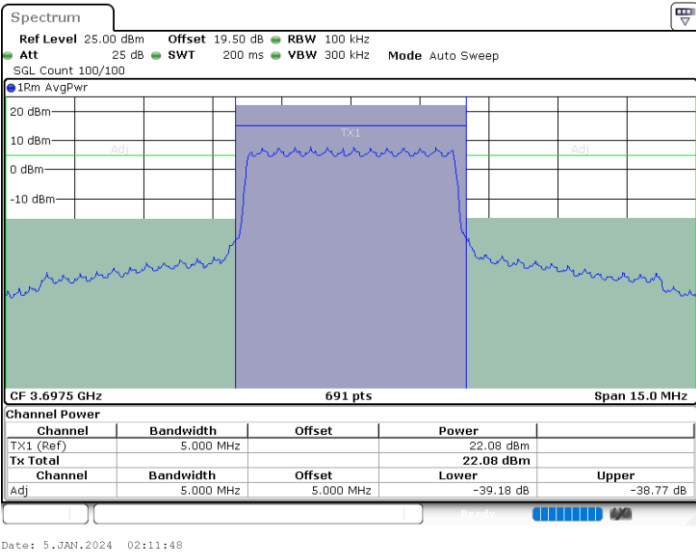 Spectrum
Ref Level 25.00 dBm Offset 19.50 dB RBW 100 kHz
Att 25 dB SWT 200 ms VBW 300 kHz Mode Auto Sweep
SGL Count 100/100
1Rm AvgPwr
20 dBm
TX1
10 dBm
Adj Adj
0 dBm
-10 dBm
CF 3.6975 GHz 691 pts Span 15.0 MHz
Channel Power
Channel Bandwidth Offset Power
TX1 (Ref) 5.000 MHz 22.08 dBm
Tx Total 22.08 dBm
Channel Bandwidth Offset Lower Upper
Adj 5.000 MHz 5.000 MHz -39.18 dB -38.77 dB
Ready
Date: 5.JAN.2024 02:11:48